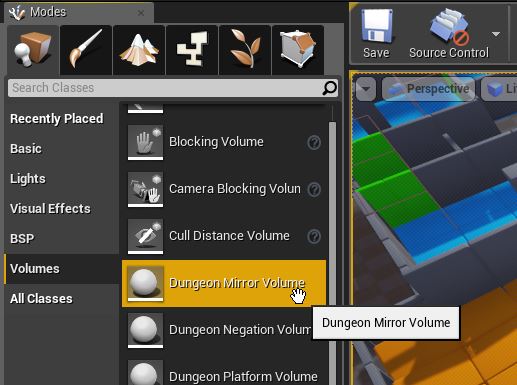 Modes
Search Classes
Recently Placed
Basic
Lights
Visual Effects
BSP
Volumes
All Classes
Blocking Volume
Camera Blocking Volun
Cull Distance Volume
Dungeon Mirror Volume
Dungeon Negation Volum
Dungeon Platform Volume
Dungeon Mirror Volume
Save
Source Control
Perspective